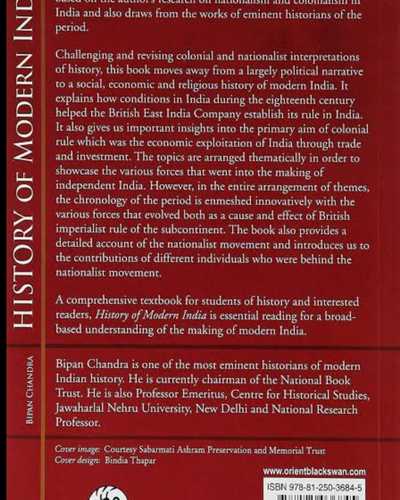 based on the author's research on nationalism and colonialism in
India and also draws from the works of eminent historians of the
period.
Challenging and revising colonial and nationalist interpretations
of history, this book moves away from a largely political narrative
to a social, economic and religious history of modern India. It
explains how conditions in India during the eighteenth century
helped the British East India Company establish its rule in India.
It also gives us important insights into the primary aim of colonial
rule which was the economic exploitation of India through trade
and investment. The topics are arranged thematically in order to
showcase the various forces that went into the making of
independent India. However, in the entire arrangement of themes,
the chronology of the period is enmeshed innovatively with the
various forces that evolved both as a cause and effect of British
imperialist rule of the subcontinent. The book also provides a
detailed account of the nationalist movement and introduces us to
the contributions of different individuals who were behind the
nationalist movement.
A comprehensive textbook for students of history and interested
readers, History of Modern India is essential reading for a broad-
based understanding of the making of modern India.
Bipan Chandra is one of the most eminent historians of modern
Indian history. He is currently chairman of the National Book
Trust. He is also Professor Emeritus, Centre for Historical Studies,
Jawaharlal Nehru University, New Delhi and National Research
Professor.
Cover image: Courtesy Sabarmati Ashram Preservation and Memorial Trust
Cover design: Bindia Thapar
www.orientblackswan.com
ISBN 978-81-250-3684-5
HISTORY OF MODERN IND
BIPAN CHANDRA